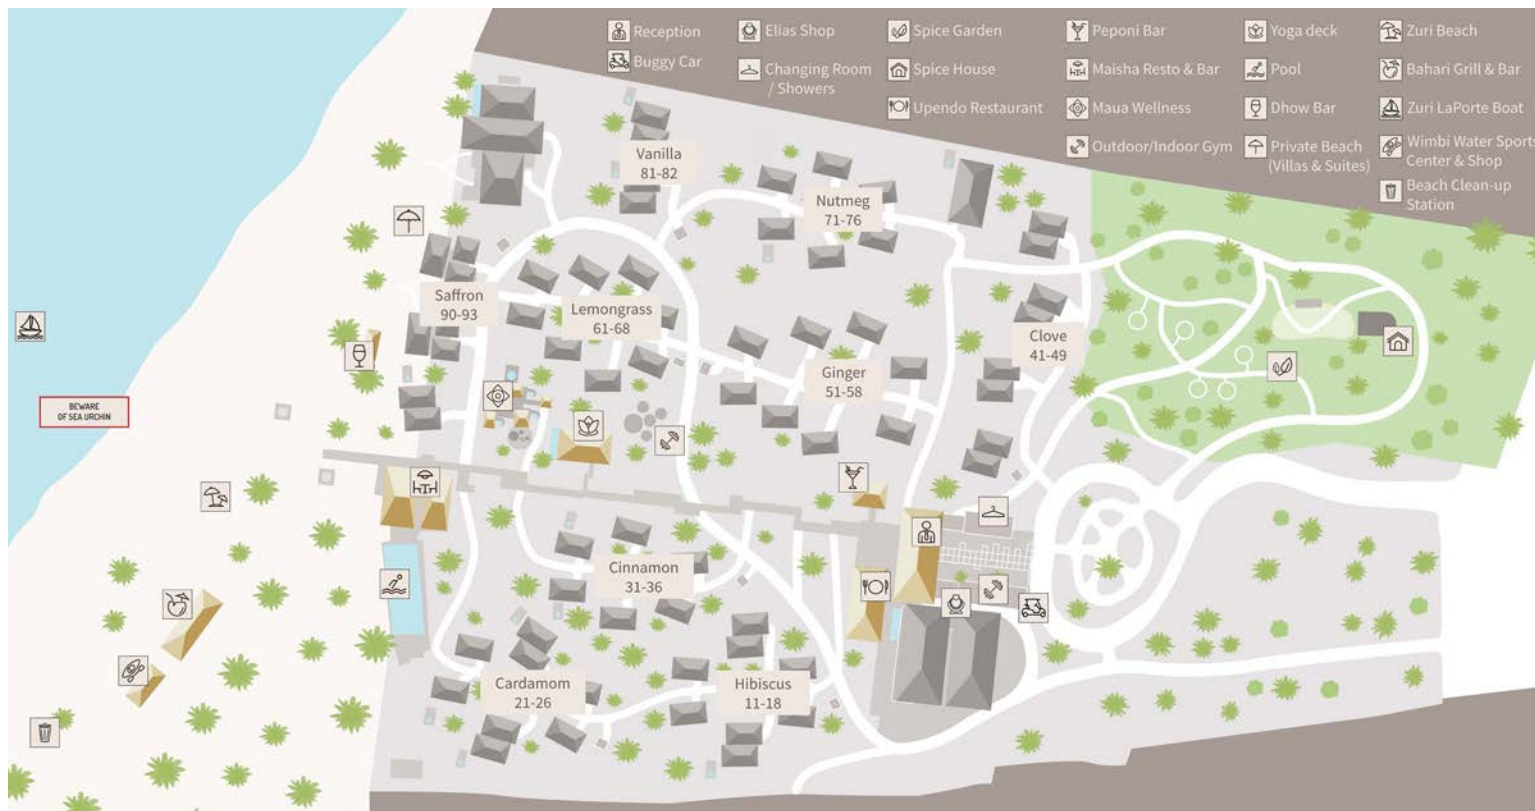 Reception
Buggy Car
Elias Shop
Changing Room
/ Showers
Spice Garden
Spice House
Upendo Restaurant
Peponi Bar
Maisha Resto & Bar
Maua Wellness
Outdoor/Indoor Gym
Yoga deck
Pool
Dhow Bar
Private Beach
(Villas & Suites)
Zuri Beach
Bahari Grill & Bar
Zuri LaPorte Boat
Wimbi Water Sports
Center & Shop
Beach Clean-up
Station
Vanilla
81-82
Nutmeg
71-76
Saffron
90-93
Lemongrass
61-68
Clove
41-49
Ginger
51-58
BEWARE
OF SEA URCHIN
Cinnamon
31-36
Cardamom
21-26
Hibiscus
11-18